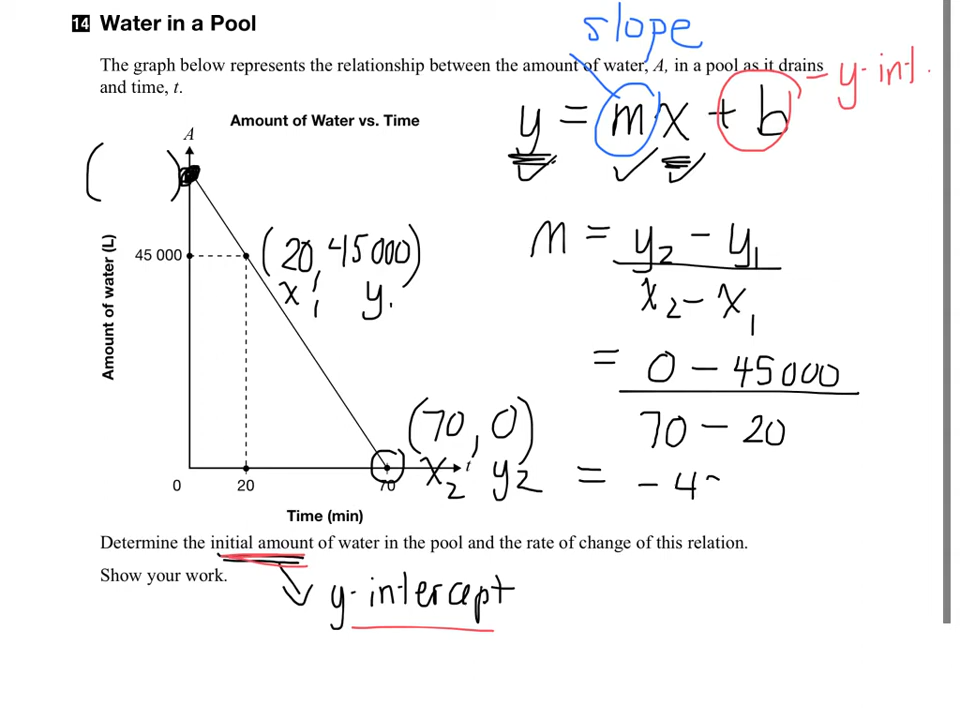 slope
14 Water in a Pool
The graph below represents the relationship between the amount of water, A, in a pool as it drains
and time, t.
- y-int.
y = mx + b
Amount of Water vs. Time
A
( )
m = y2 - y1
x2 - x1
Amount of water (L)
45 000
(20, 45000)
x1 y1
= 0 - 45000
70 - 20
(70, 0)
x2 y2
= - 4
t
0 20 70
Time (min)
Determine the initial amount of water in the pool and the rate of change of this relation.
Show your work.
y-intercept